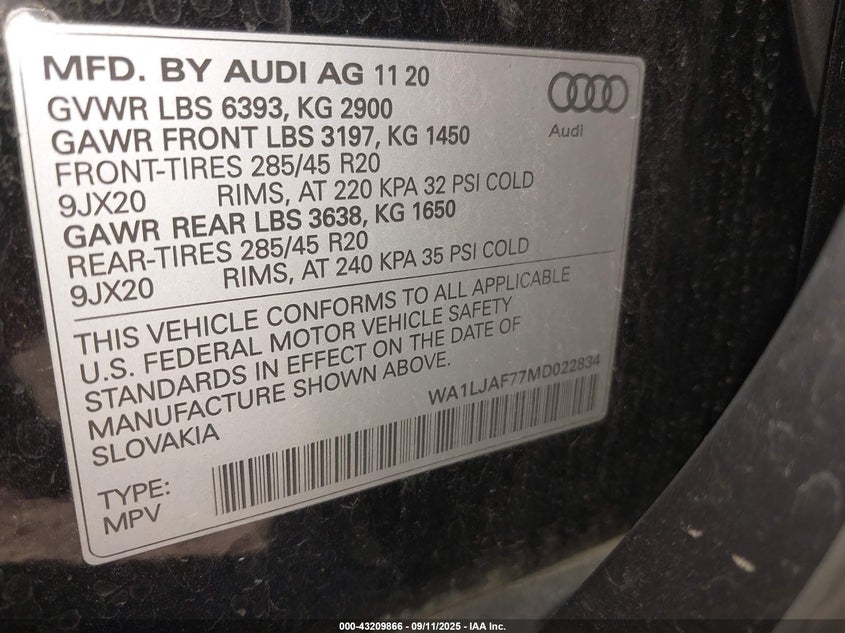 MFD. BY AUDI AG 11 20
GVWR LBS 6393, KG 2900
GAWR FRONT LBS 3197, KG 1450
FRONT-TIRES 285/45 R20
9JX20 RIMS, AT 220 KPA 32 PSI COLD
GAWR REAR LBS 3638, KG 1650
REAR-TIRES 285/45 R20
9JX20 RIMS, AT 240 KPA 35 PSI COLD
Audi
THIS VEHICLE CONFORMS TO ALL APPLICABLE
U.S. FEDERAL MOTOR VEHICLE SAFETY
STANDARDS IN EFFECT ON THE DATE OF
MANUFACTURE SHOWN ABOVE.
SLOVAKIA
WA1LJAF77MD022834
TYPE:
MPV
000-43209866 - 09/11/2025 - IAA Inc.